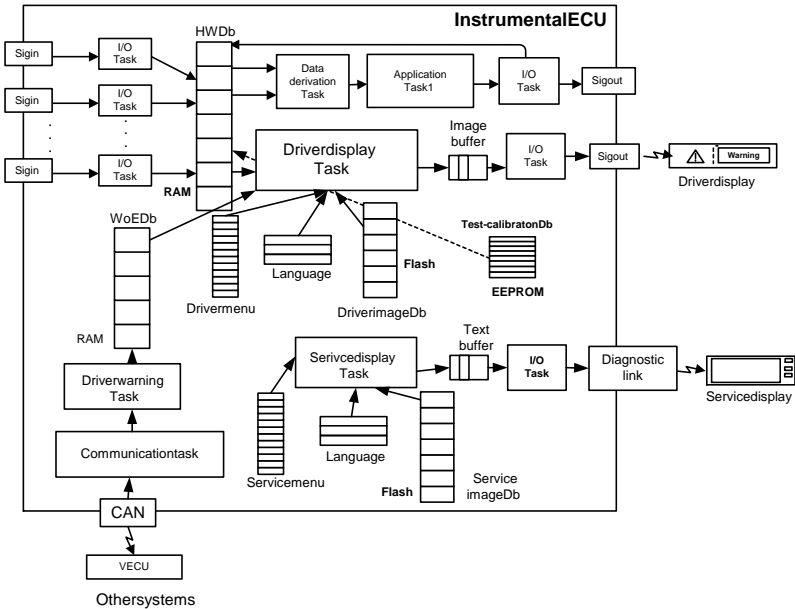 InstrumentalECU
HWDb
Sigin
I/O
Task
Data
derivation
Task
Application
Task1
I/O
Task
Sigout
Sigin
I/O
Task
Image
buffer
Driverdisplay
Task
I/O
Task
Sigout
Warning
Driverdisplay
Sigin
I/O
Task
RAM
WoEDb
Language
Drivermenu
Flash
DriverimageDb
Test-calibratonDb
EEPROM
RAM
Text
buffer
Serivcedisplay
Task
I/O
Task
Diagnostic
link
Servicedisplay
Driverwarning
Task
Communicationtask
Language
Servicemenu
Flash
Service
imageDb
CAN
VECU
Othersystems